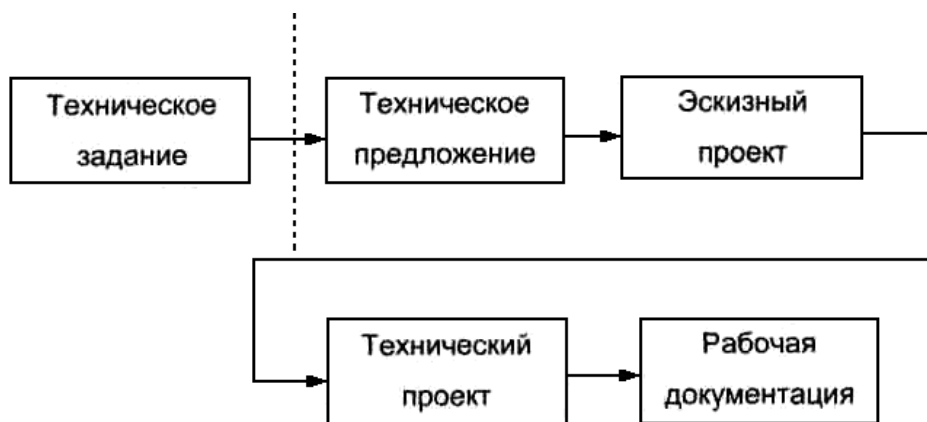 Техническое
задание
Техническое
предложение
Эскизный
проект
Технический
проект
Рабочая
документация